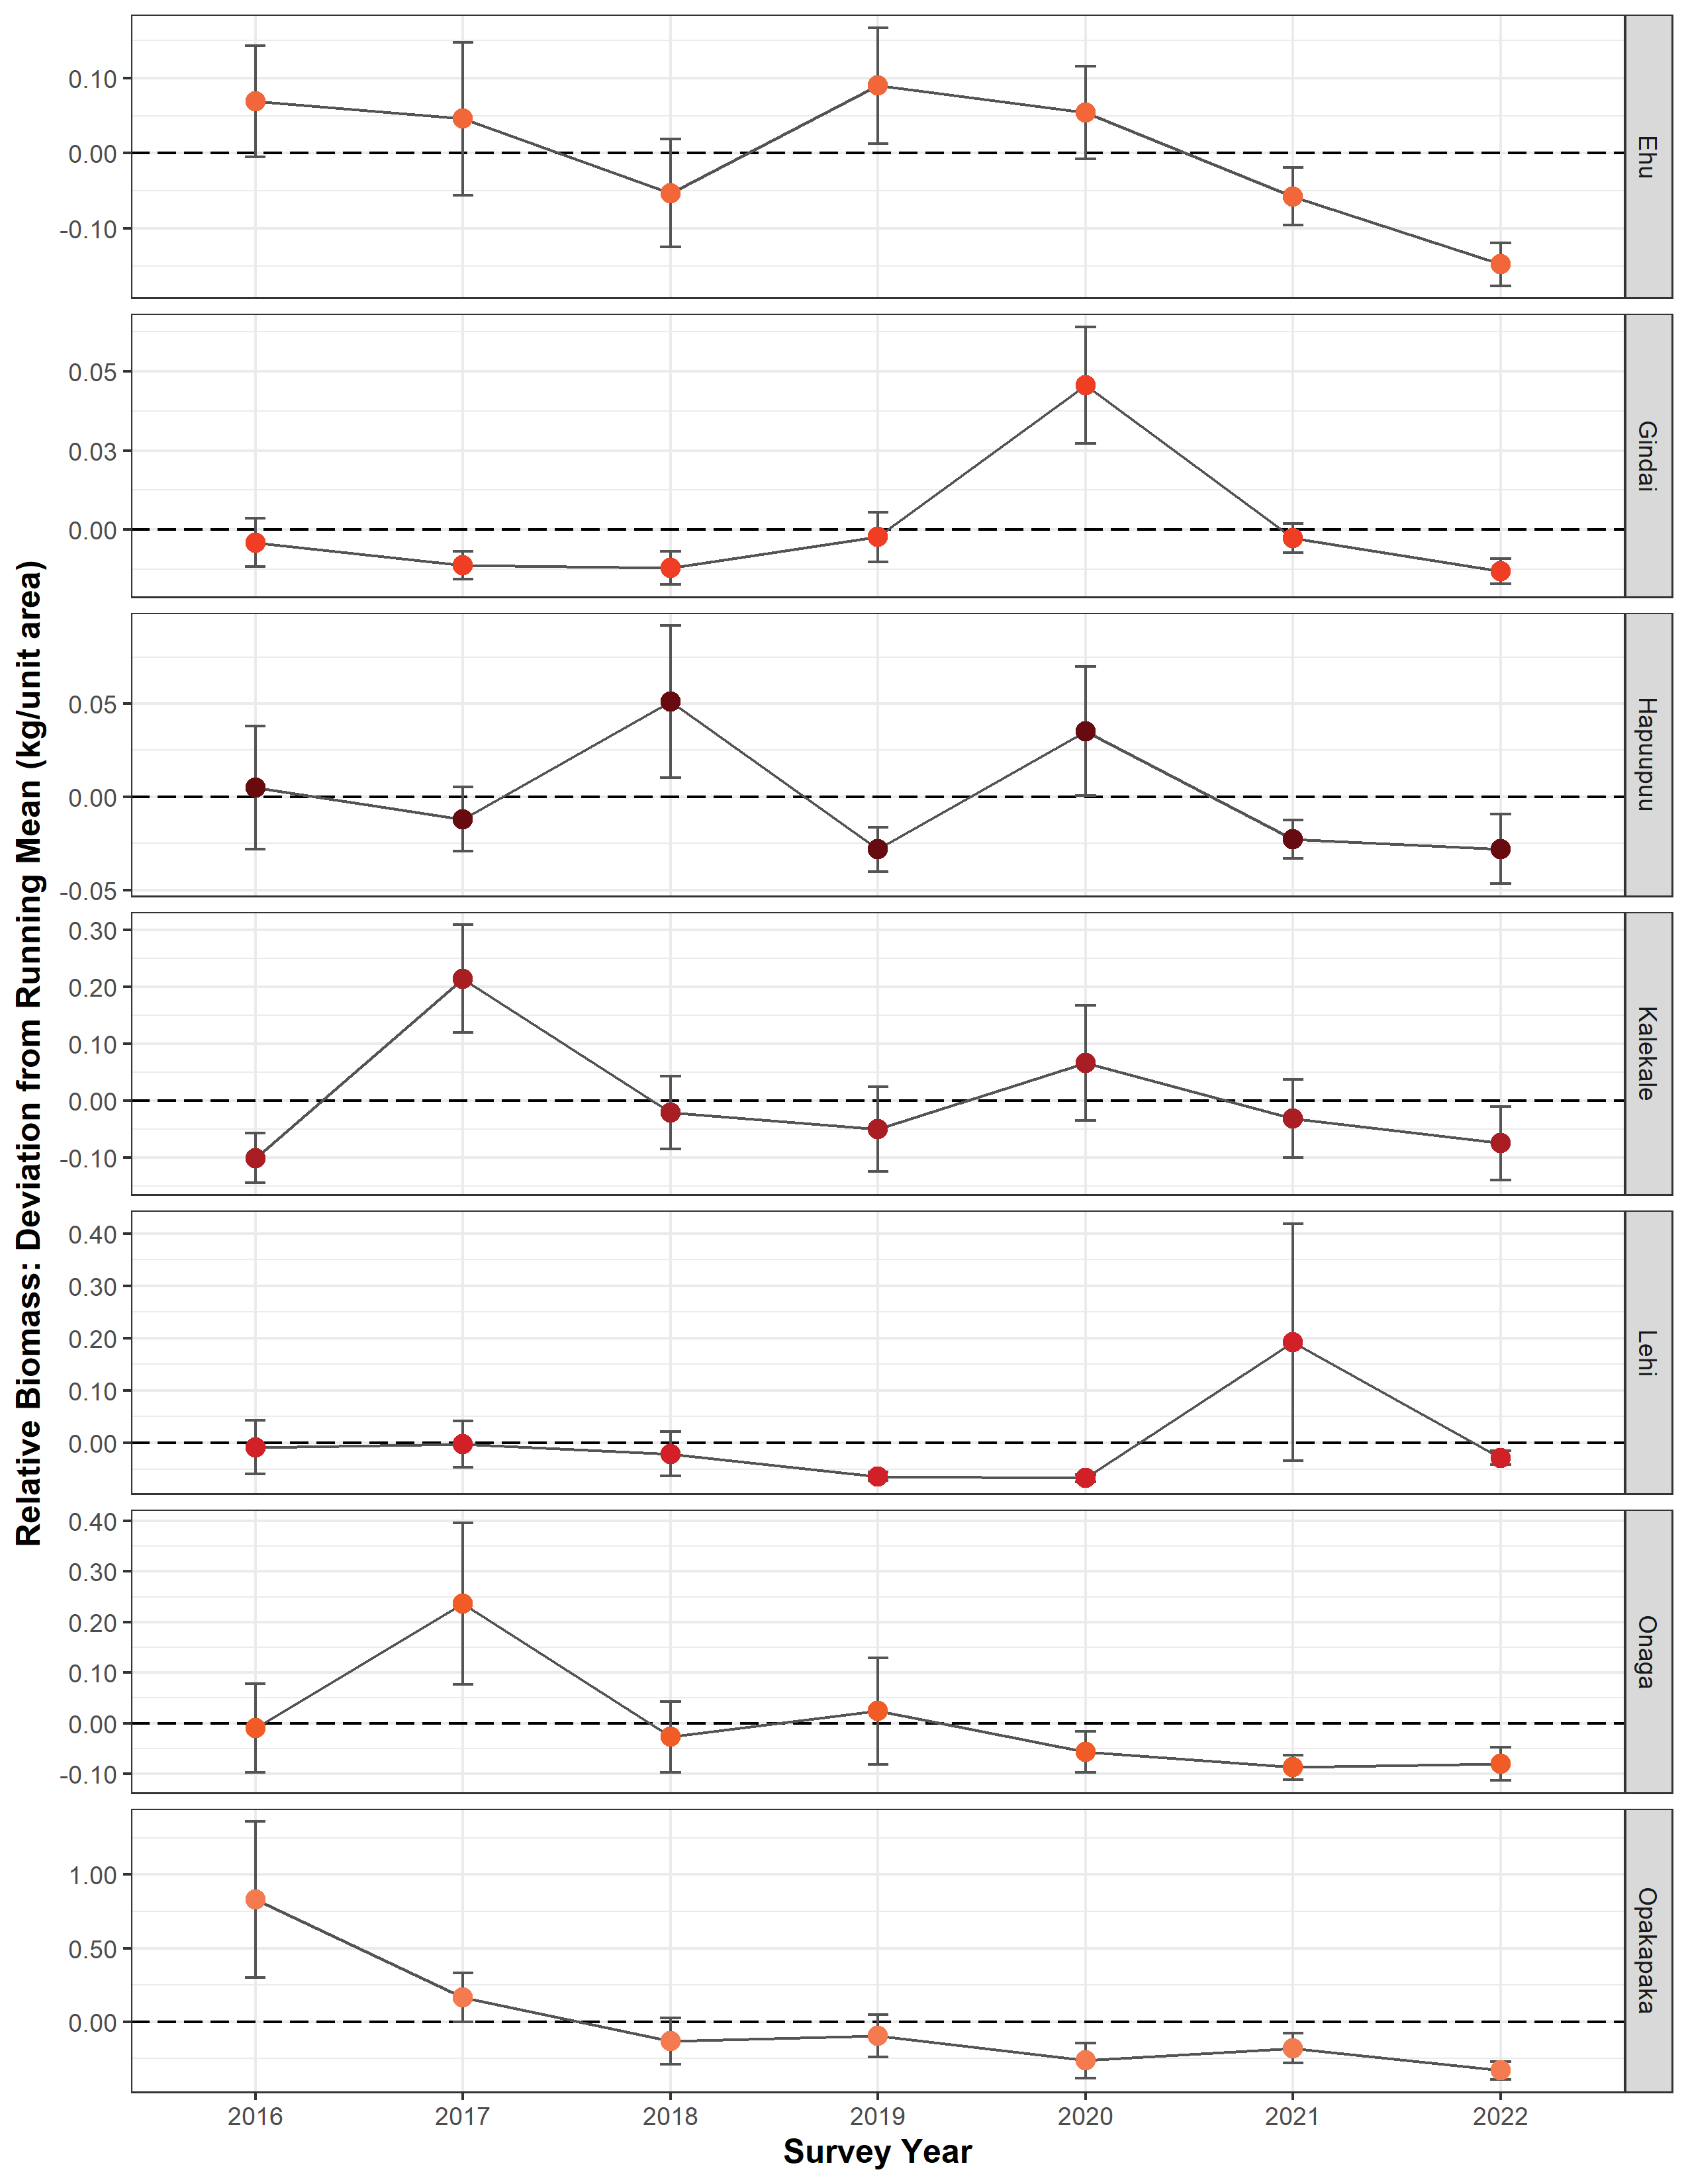 Relative Biomass: Deviation from Running Mean (kg/unit area)
0.10
0.00
-0.10
Ehu
0.05
0.03
0.00
Gindai
0.05
0.00
-0.05
Hapupuu
0.30
0.20
0.10
0.00
-0.10
Kalekale
0.40
0.30
0.20
0.10
0.00
Lehi
0.40
0.30
0.20
0.10
0.00
-0.10
Onaga
1.00
0.50
0.00
Opakapaka
2016 2017 2018 2019 2020 2021 2022
Survey Year